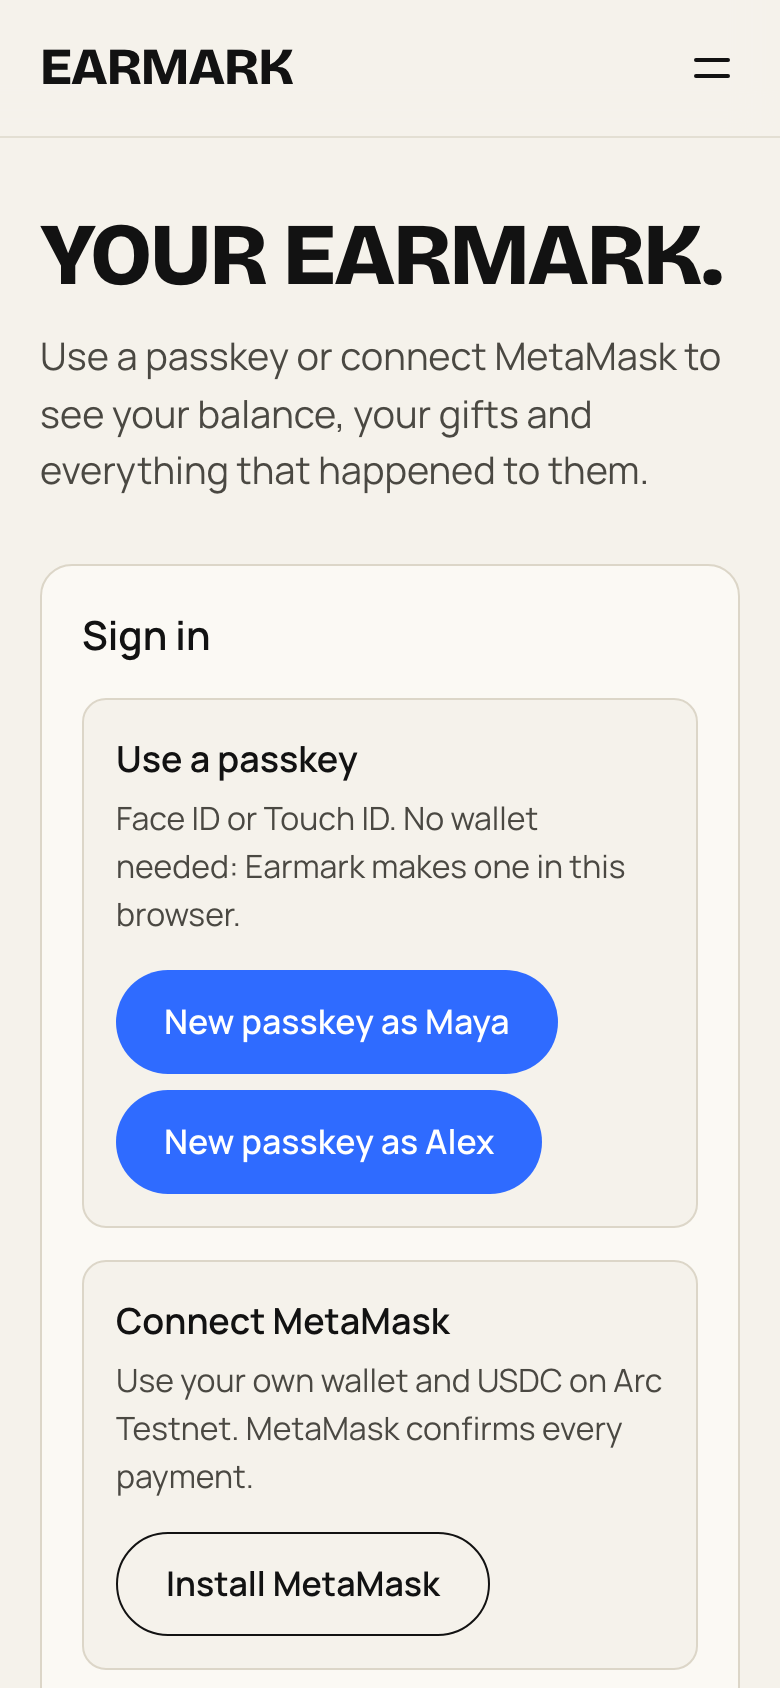 EARMARK
YOUR EARMARK.
Use a passkey or connect MetaMask to
see your balance, your gifts and
everything that happened to them.
Sign in
Use a passkey
Face ID or Touch ID. No wallet
needed: Earmark makes one in this
browser.
New passkey as Maya
New passkey as Alex
Connect MetaMask
Use your own wallet and USDC on Arc
Testnet. MetaMask confirms every
payment.
Install MetaMask